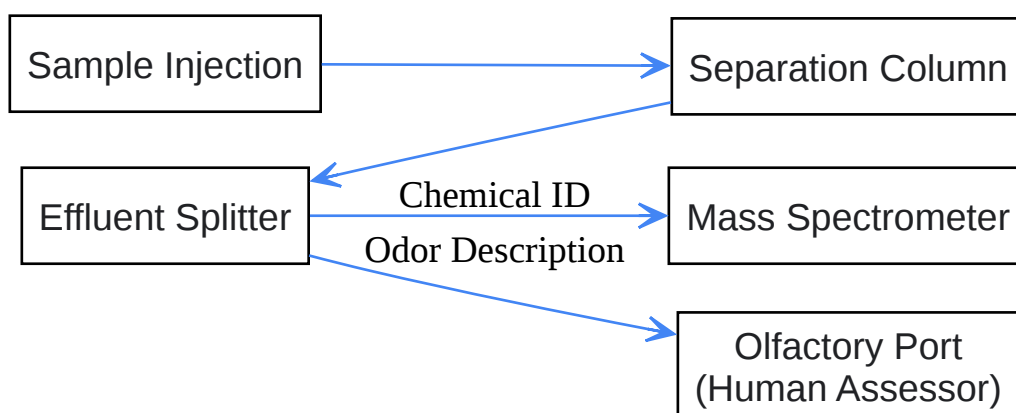 Sample Injection
Separation Column
Effluent Splitter
Chemical ID
Mass Spectrometer
Odor Description
Olfactory Port
(Human Assessor)